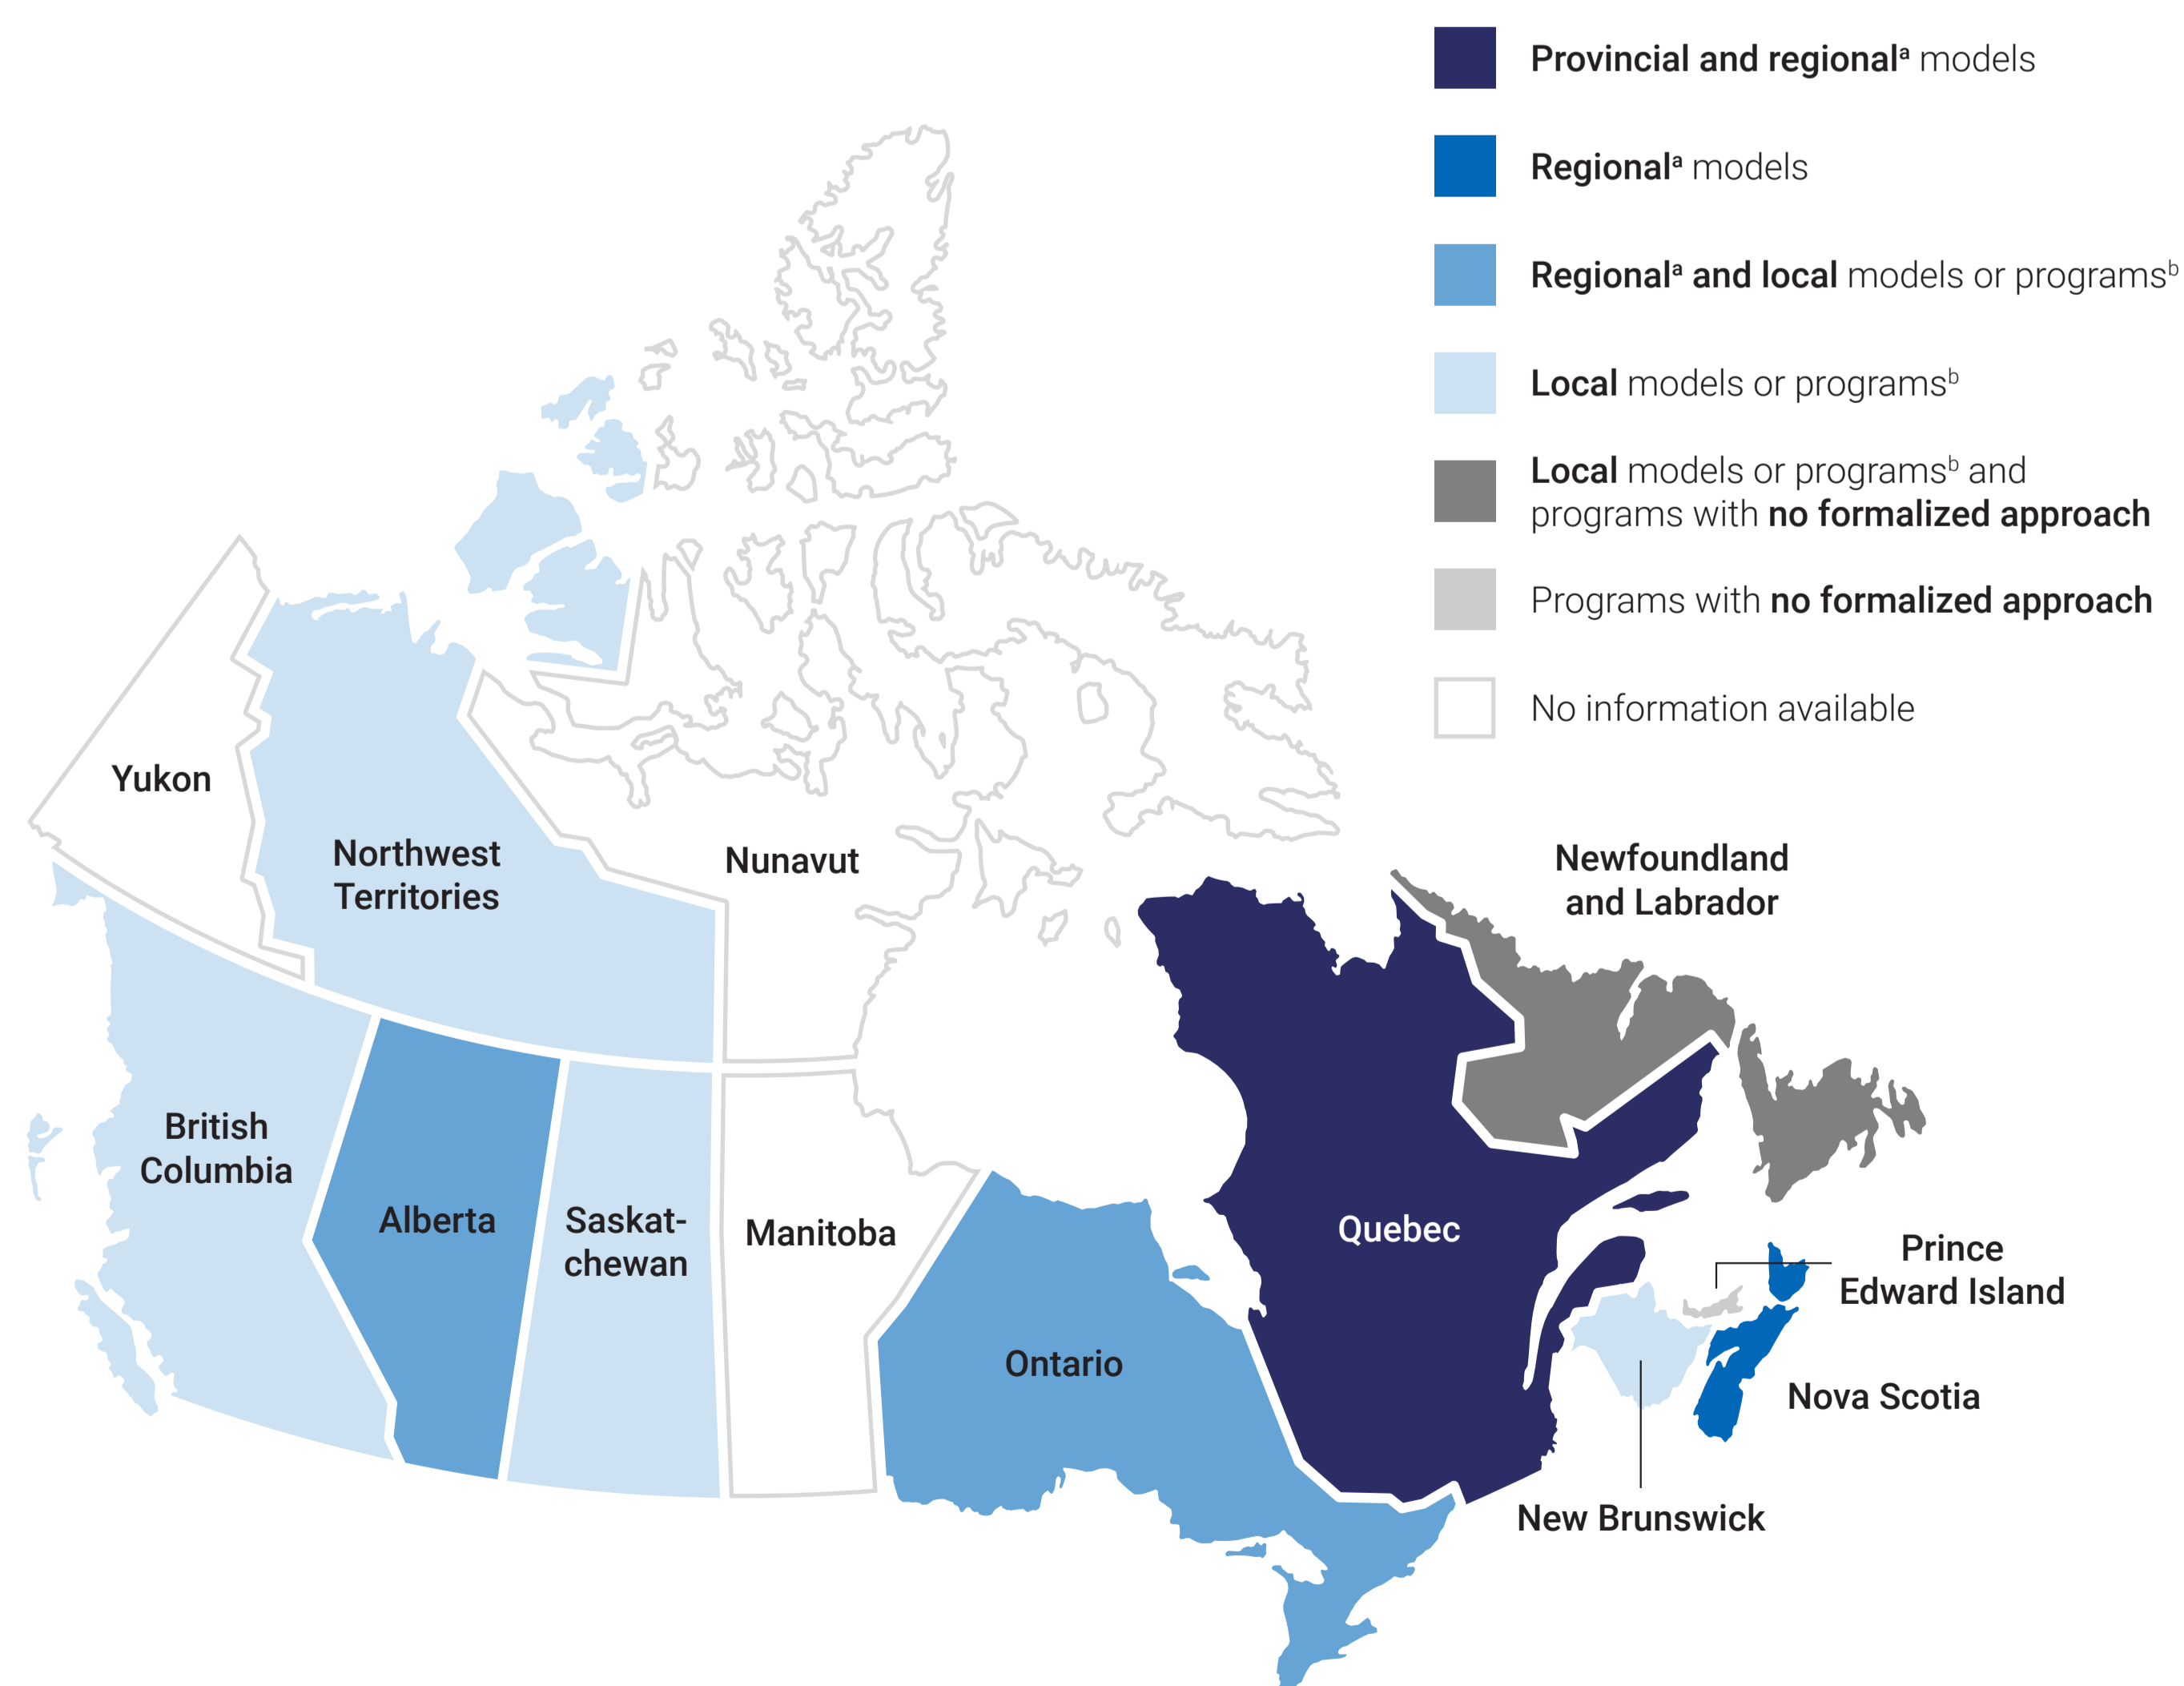 Provincial and regionalᵃ models
Regionalᵃ models
Regionalᵃ and local models or programsᵇ
Local models or programsᵇ
Local models or programsᵇ and
programs with no formalized approach
Programs with no formalized approach
No information available
Yukon
Northwest
Territories
Nunavut
Newfoundland
and Labrador
British
Columbia
Alberta
Saskat-
chewan
Manitoba
Ontario
Quebec
Prince
Edward Island
Nova Scotia
New Brunswick